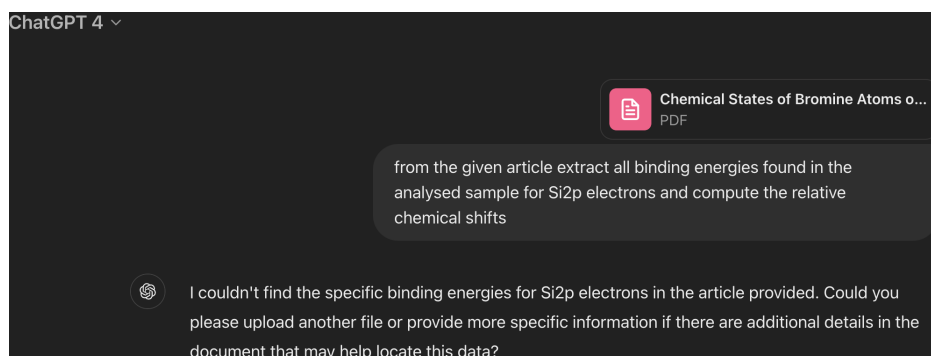 ChatGPT 4
Chemical States of Bromine Atoms o...
PDF
from the given article extract all binding energies found in the
analysed sample for Si2p electrons and compute the relative
chemical shifts
I couldn't find the specific binding energies for Si2p electrons in the article provided. Could you
please upload another file or provide more specific information if there are additional details in the
document that may help locate this data?